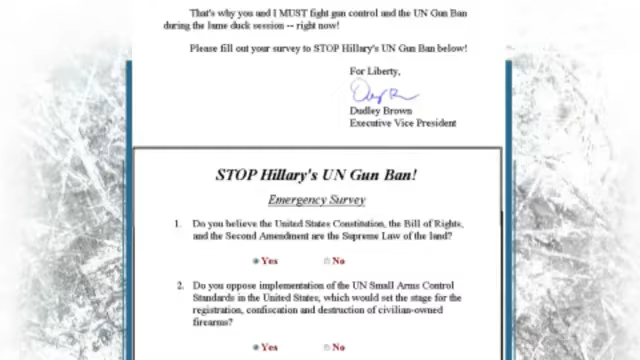 That's why you and I MUST fight gun control and the UN Gun Ban
during the lame duck session -- right now!
Please fill out your survey to STOP Hillary's UN Gun Ban below!
For Liberty,
Dudley Brown
Executive Vice President
STOP Hillary's UN Gun Ban!
Emergency Survey
1. Do you believe the United States Constitution, the Bill of Rights,
and the Second Amendment are the Supreme Law of the land?
Yes No
2. Do you oppose implementation of the UN Small Arms Control
Standards in the United States, which would set the stage for the
registration, confiscation and destruction of civilian-owned
firearms?
Yes No